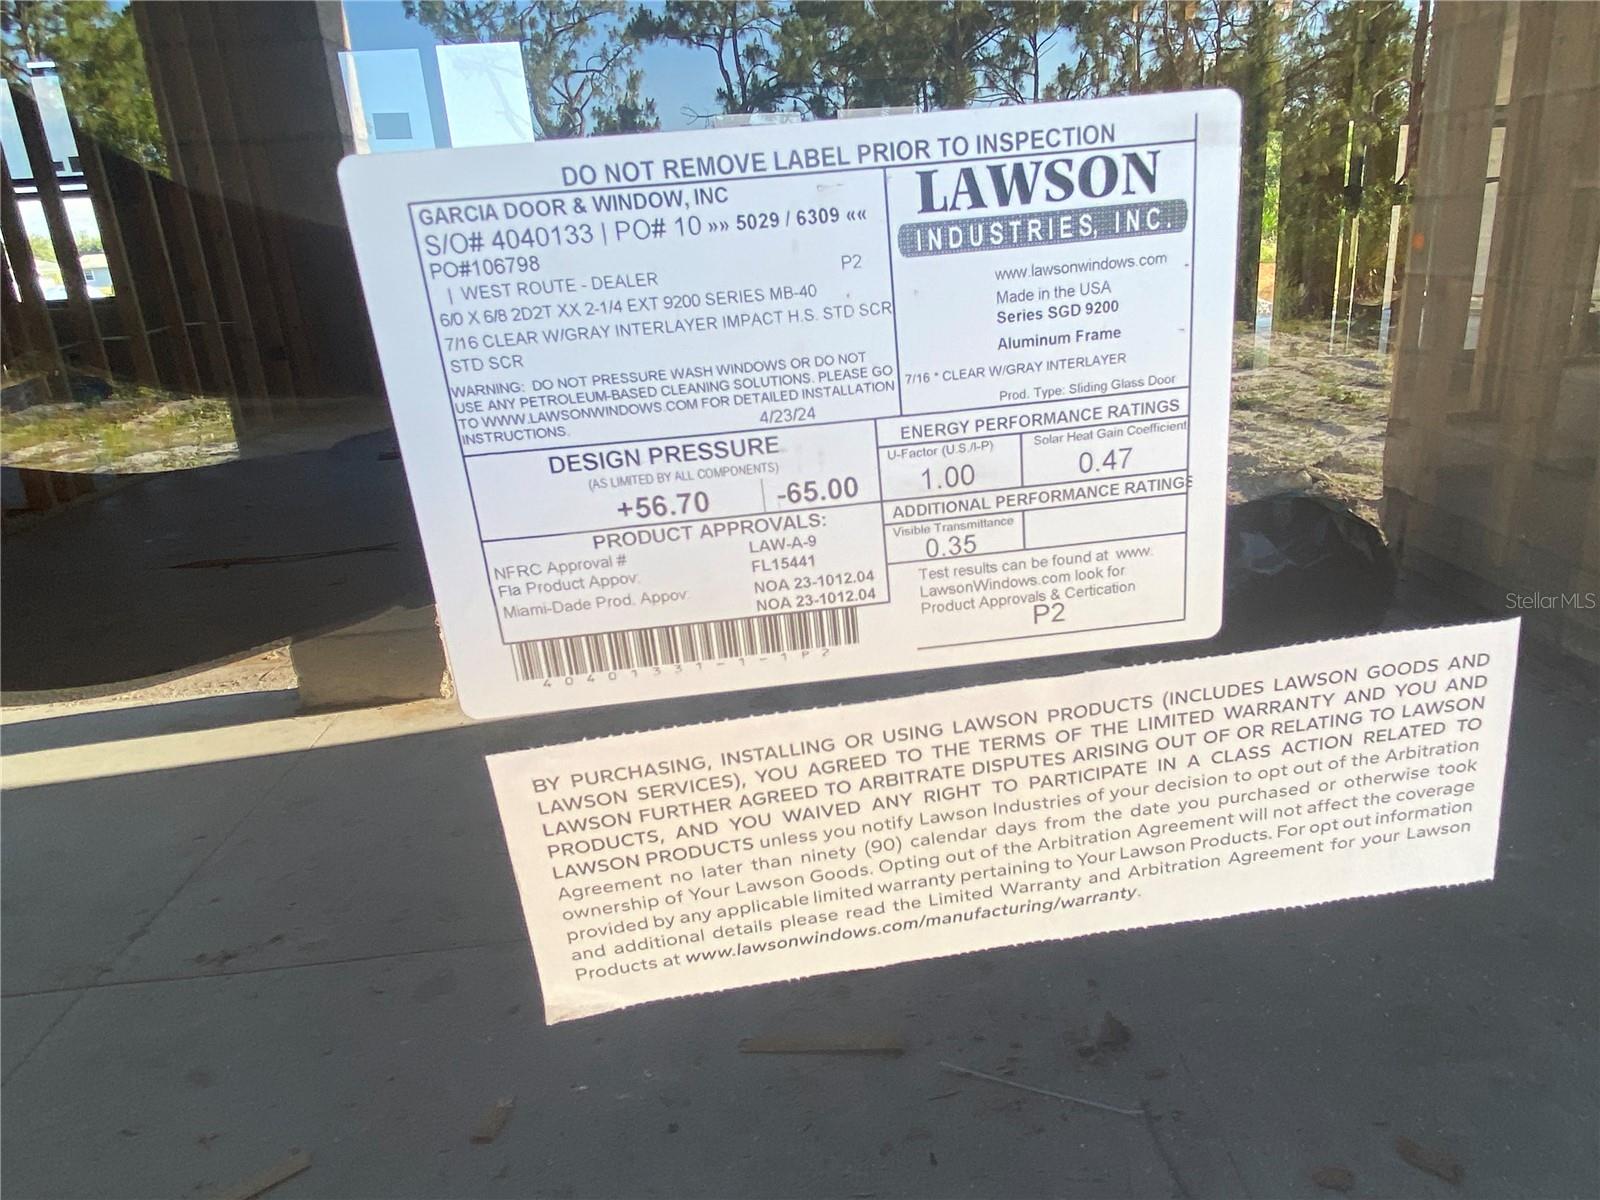 DO NOT REMOVE LABEL PRIOR TO INSPECTION
GARCIA DOOR & WINDOW, INC
S/O# 4040133 | PO# 10 »» 5029 / 6309 ««
PO#106798
P2
| WEST ROUTE - DEALER
6/0 X 6/8 2D2T XX 2-1/4 EXT 9200 SERIES MB-40
7/16 CLEAR W/GRAY INTERLAYER IMPACT H.S. STD SCR
STD SCR
WARNING: DO NOT PRESSURE WASH WINDOWS OR DO NOT
USE ANY PETROLEUM-BASED CLEANING SOLUTIONS. PLEASE GO
TO WWW.LAWSONWINDOWS.COM FOR DETAILED INSTALLATION
INSTRUCTIONS.
4/23/24
LAWSON
INDUSTRIES, INC.
www.lawsonwindows.com
Made in the USA
Series SGD 9200
Aluminum Frame
7/16 " CLEAR W/GRAY INTERLAYER
Prod. Type: Sliding Glass Door
DESIGN PRESSURE
(AS LIMITED BY ALL COMPONENTS)
+56.70
-65.00
ENERGY PERFORMANCE RATINGS
U-Factor (U.S./I-P)
1.00
Solar Heat Gain Coefficient
0.47
ADDITIONAL PERFORMANCE RATINGS
Visible Transmittance
0.35
PRODUCT APPROVALS:
NFRC Approval # LAW-A-9
Fla Product Appov. FL15441
Miami-Dade Prod. Appov. NOA 23-1012.04
NOA 23-1012.04
Test results can be found at www.
LawsonWindows.com look for
Product Approvals & Certication
P2
40401331-1-1P2
BY PURCHASING, INSTALLING OR USING LAWSON PRODUCTS (INCLUDES LAWSON GOODS AND
LAWSON SERVICES), YOU AGREED TO THE TERMS OF THE LIMITED WARRANTY AND YOU AND
LAWSON FURTHER AGREED TO ARBITRATE DISPUTES ARISING OUT OF OR RELATING TO LAWSON
PRODUCTS, AND YOU WAIVED ANY RIGHT TO PARTICIPATE IN A CLASS ACTION RELATED TO
LAWSON PRODUCTS unless you notify Lawson Industries of your decision to opt out of the Arbitration
Agreement no later than ninety (90) calendar days from the date you purchased or otherwise took
ownership of Your Lawson Goods. Opting out of the Arbitration Agreement will not affect the coverage
provided by any applicable limited warranty pertaining to Your Lawson Products. For opt out information
and additional details please read the Limited Warranty and Arbitration Agreement for your Lawson
Products at www.lawsonwindows.com/manufacturing/warranty.
StellarMLS